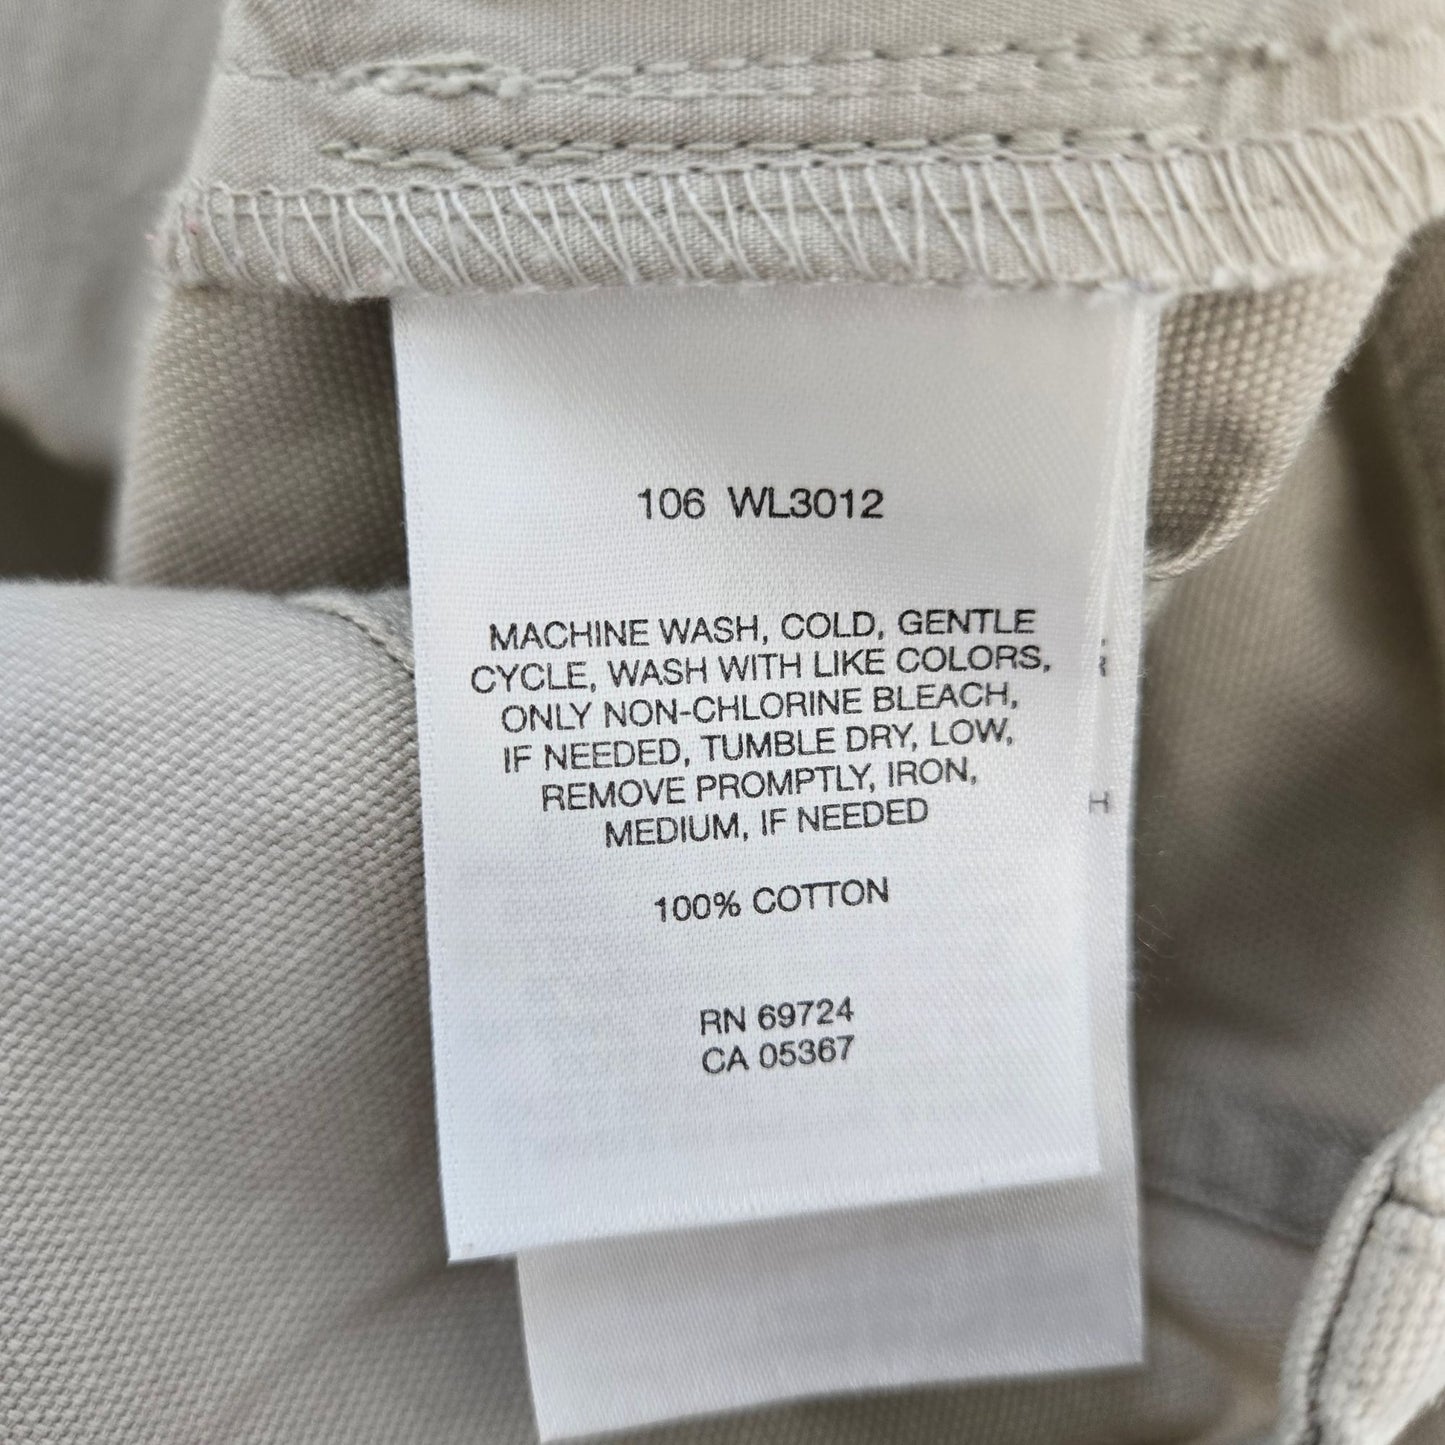 106 WL3012
MACHINE WASH, COLD, GENTLE
CYCLE, WASH WITH LIKE COLORS,
ONLY NON-CHLORINE BLEACH,
IF NEEDED, TUMBLE DRY, LOW,
REMOVE PROMPTLY, IRON,
MEDIUM, IF NEEDED
100% COTTON
RN 69724
CA 05367